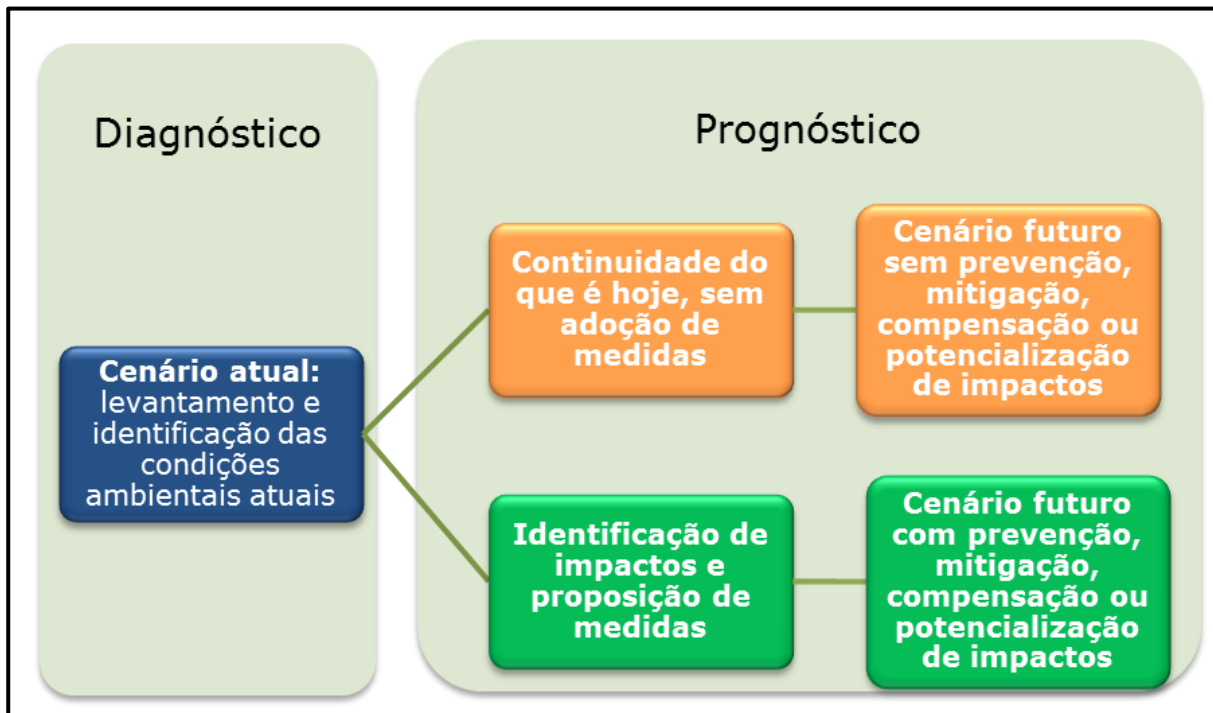 Diagnóstico
Cenário atual:
levantamento e
identificação das
condições
ambientais atuais
Prognóstico
Continuidade do
que é hoje, sem
adoção de
medidas
Cenário futuro
sem prevenção,
mitigação,
compensação ou
potencialização
de impactos
Identificação de
impactos e
proposição de
medidas
Cenário futuro
com prevenção,
mitigação,
compensação ou
potencialização
de impactos